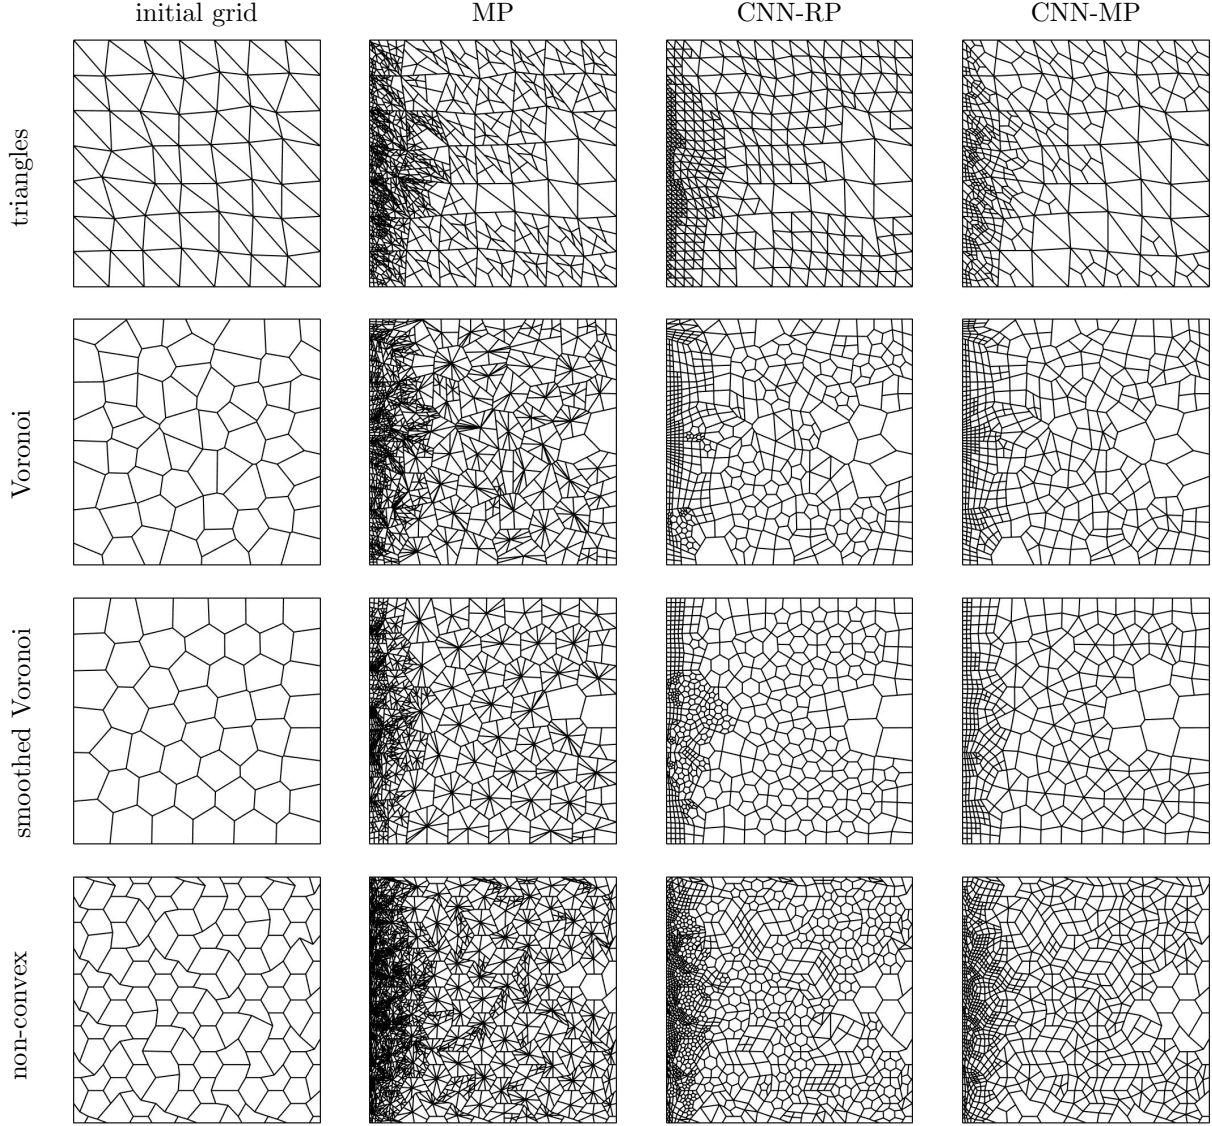 initial grid MP CNN-RP CNN-MP
triangles
Voronoi
smoothed Voronoi
non-convex